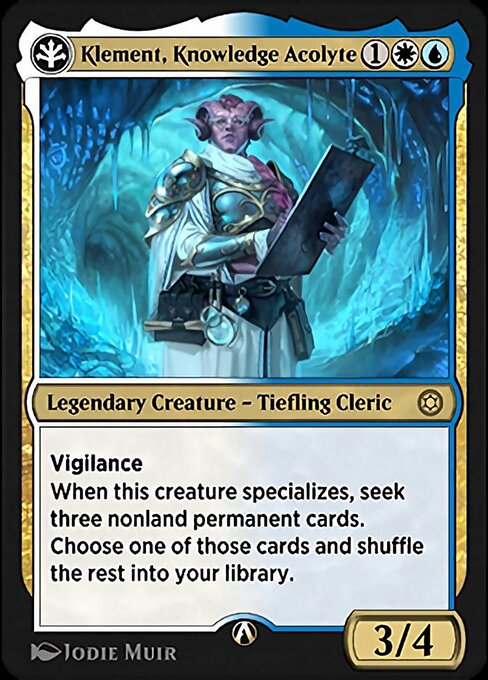 Klement, Knowledge Acolyte 1
Legendary Creature – Tiefling Cleric
Vigilance
When this creature specializes, seek
three nonland permanent cards.
Choose one of those cards and shuffle
the rest into your library.
3/4
Jodie Muir